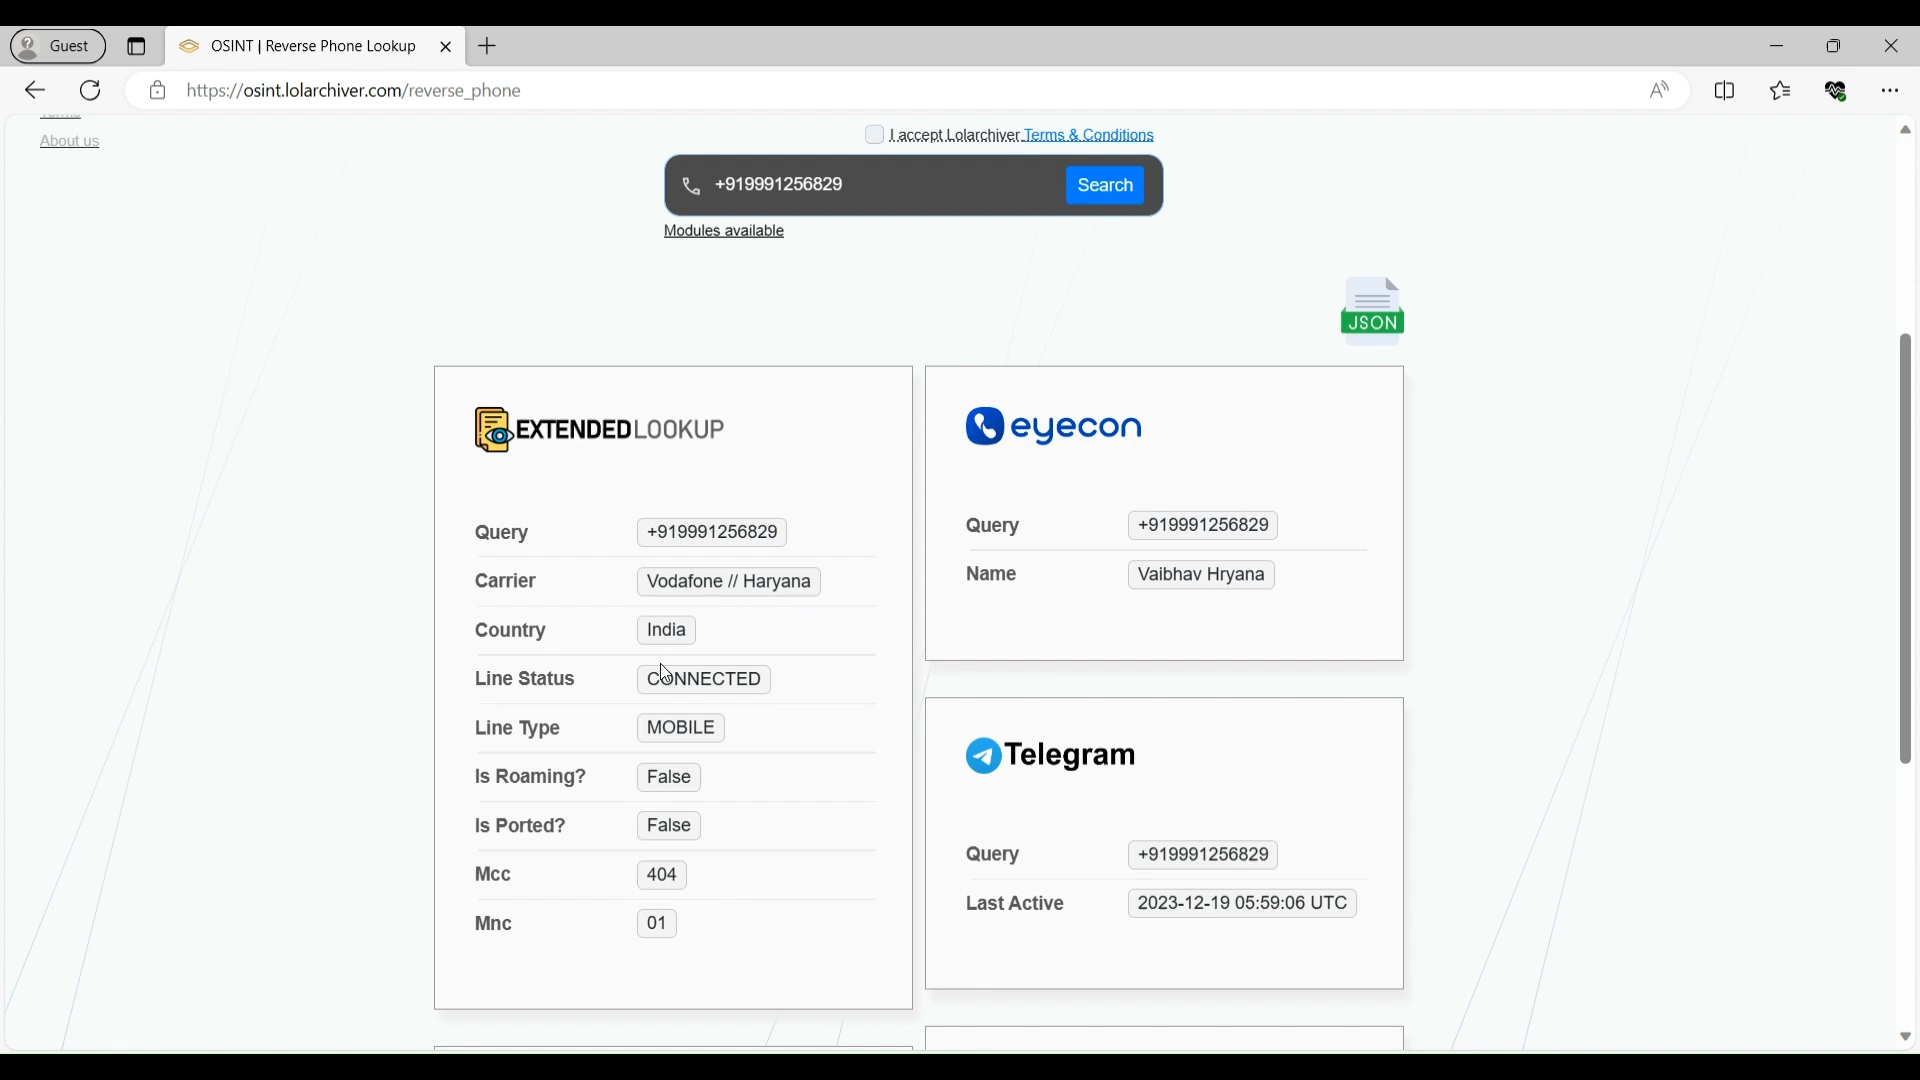 Guest
OSINT | Reverse Phone Lookup
https://osint.lolarchiver.com/reverse_phone
About us
I accept Lolarchiver Terms & Conditions
+919991256829 Search
Modules available
JSON
EXTENDEDLOOKUP
Query +919991256829
Carrier Vodafone // Haryana
Country India
Line Status CONNECTED
Line Type MOBILE
Is Roaming? False
Is Ported? False
Mcc 404
Mnc 01
eyecon
Query +919991256829
Name Vaibhav Hryana
Telegram
Query +919991256829
Last Active 2023-12-19 05:59:06 UTC